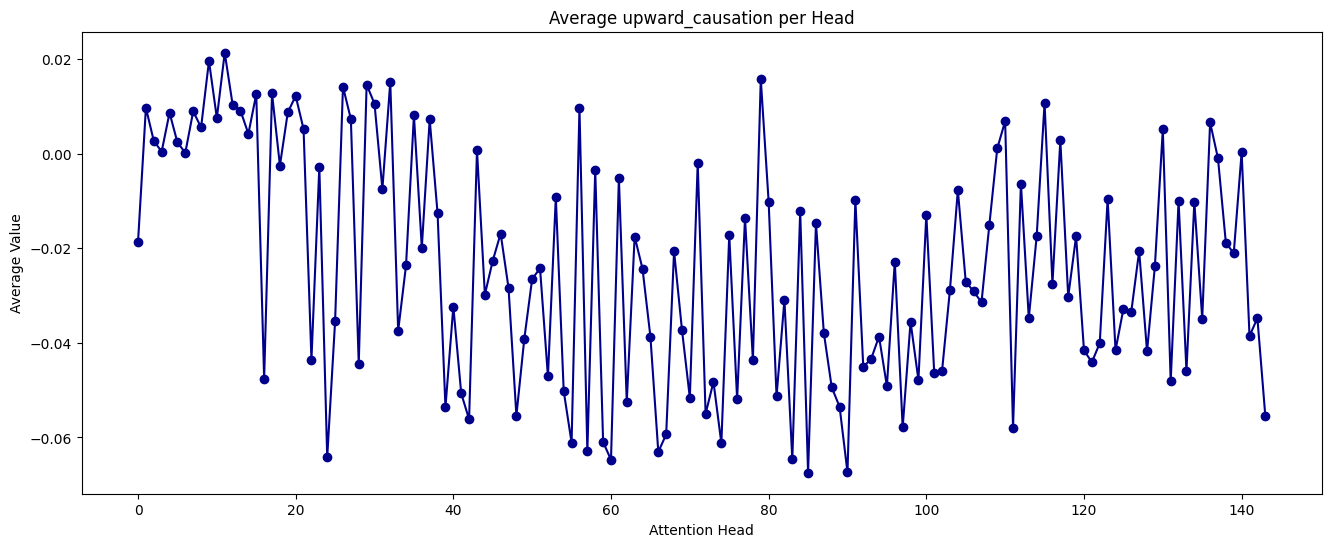 Average upward_causation per Head
0.02
0.00
−0.02
−0.04
−0.06
Average Value
0 20 40 60 80 100 120 140
Attention Head